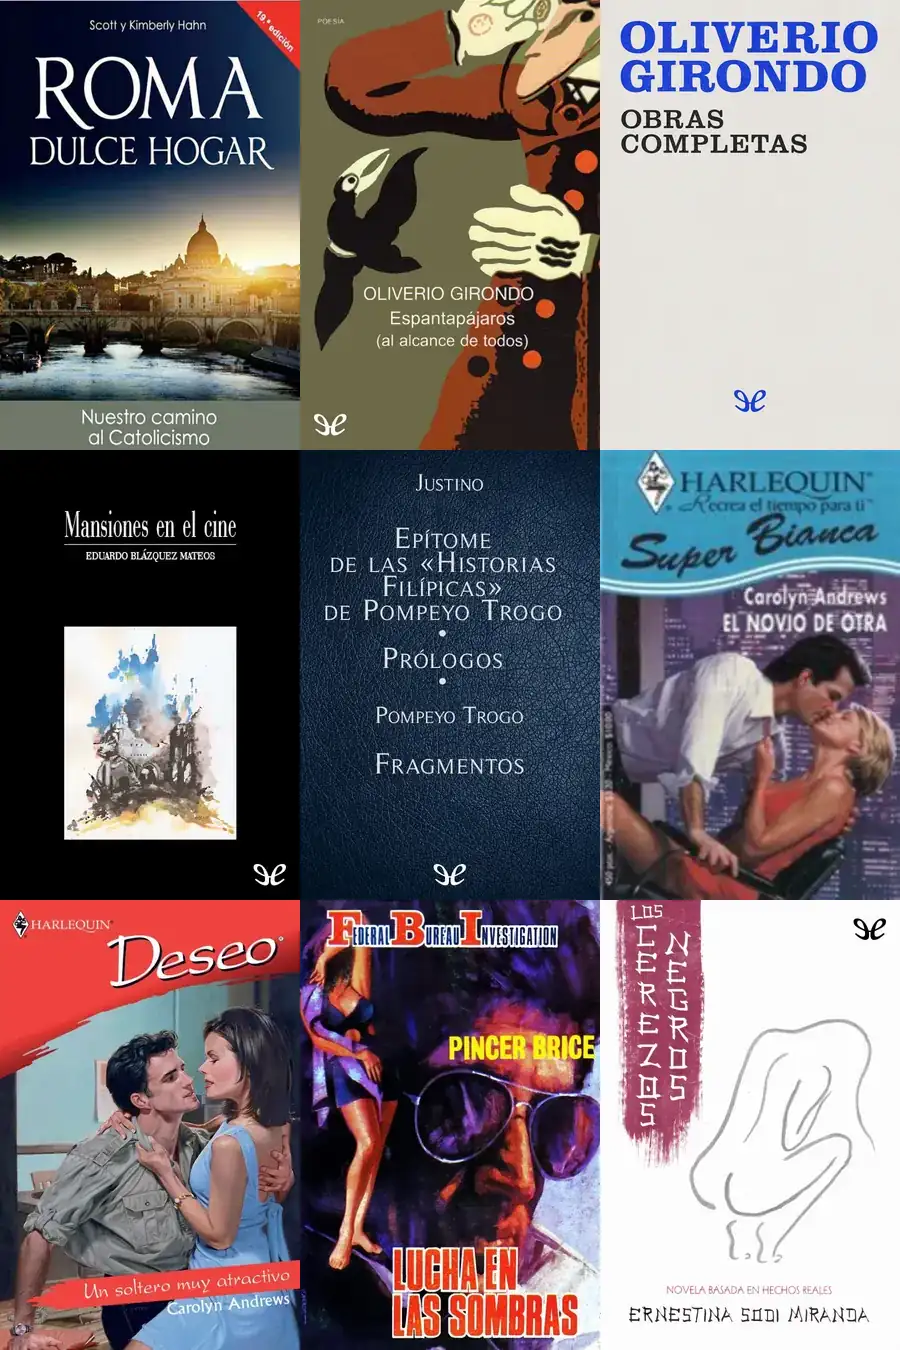 Scott y Kimberly Hahn
19.ª edición
ROMA
DULCE HOGAR
Nuestro camino
al Catolicismo
POESÍA
OLIVERIO GIRONDO
Espantapájaros
(al alcance de todos)
OLIVERIO
GIRONDO
OBRAS
COMPLETAS
Mansiones en el cine
EDUARDO BLÁZQUEZ MATEOS
JUSTINO
EPÍTOME
DE LAS «HISTORIAS
FILÍPICAS»
DE POMPEYO TROGO
•
PRÓLOGOS
•
POMPEYO TROGO
FRAGMENTOS
HARLEQUIN
Recrea el tiempo para ti
Super Bianca
Carolyn Andrews
EL NOVIO DE OTRA
HARLEQUIN
Deseo
Un soltero muy atractivo
Carolyn Andrews
FEDERAL BUREAU INVESTIGATION
PINCER BRICE
LUCHA EN
LAS SOMBRAS
LOS
CEREZOS
NEGROS
NOVELA BASADA EN HECHOS REALES
ERNESTINA SODI MIRANDA